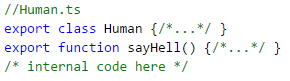 //Human.ts
export class Human {/*...*/ }
export function sayHell() {/*...*/ }
/* internal code here */